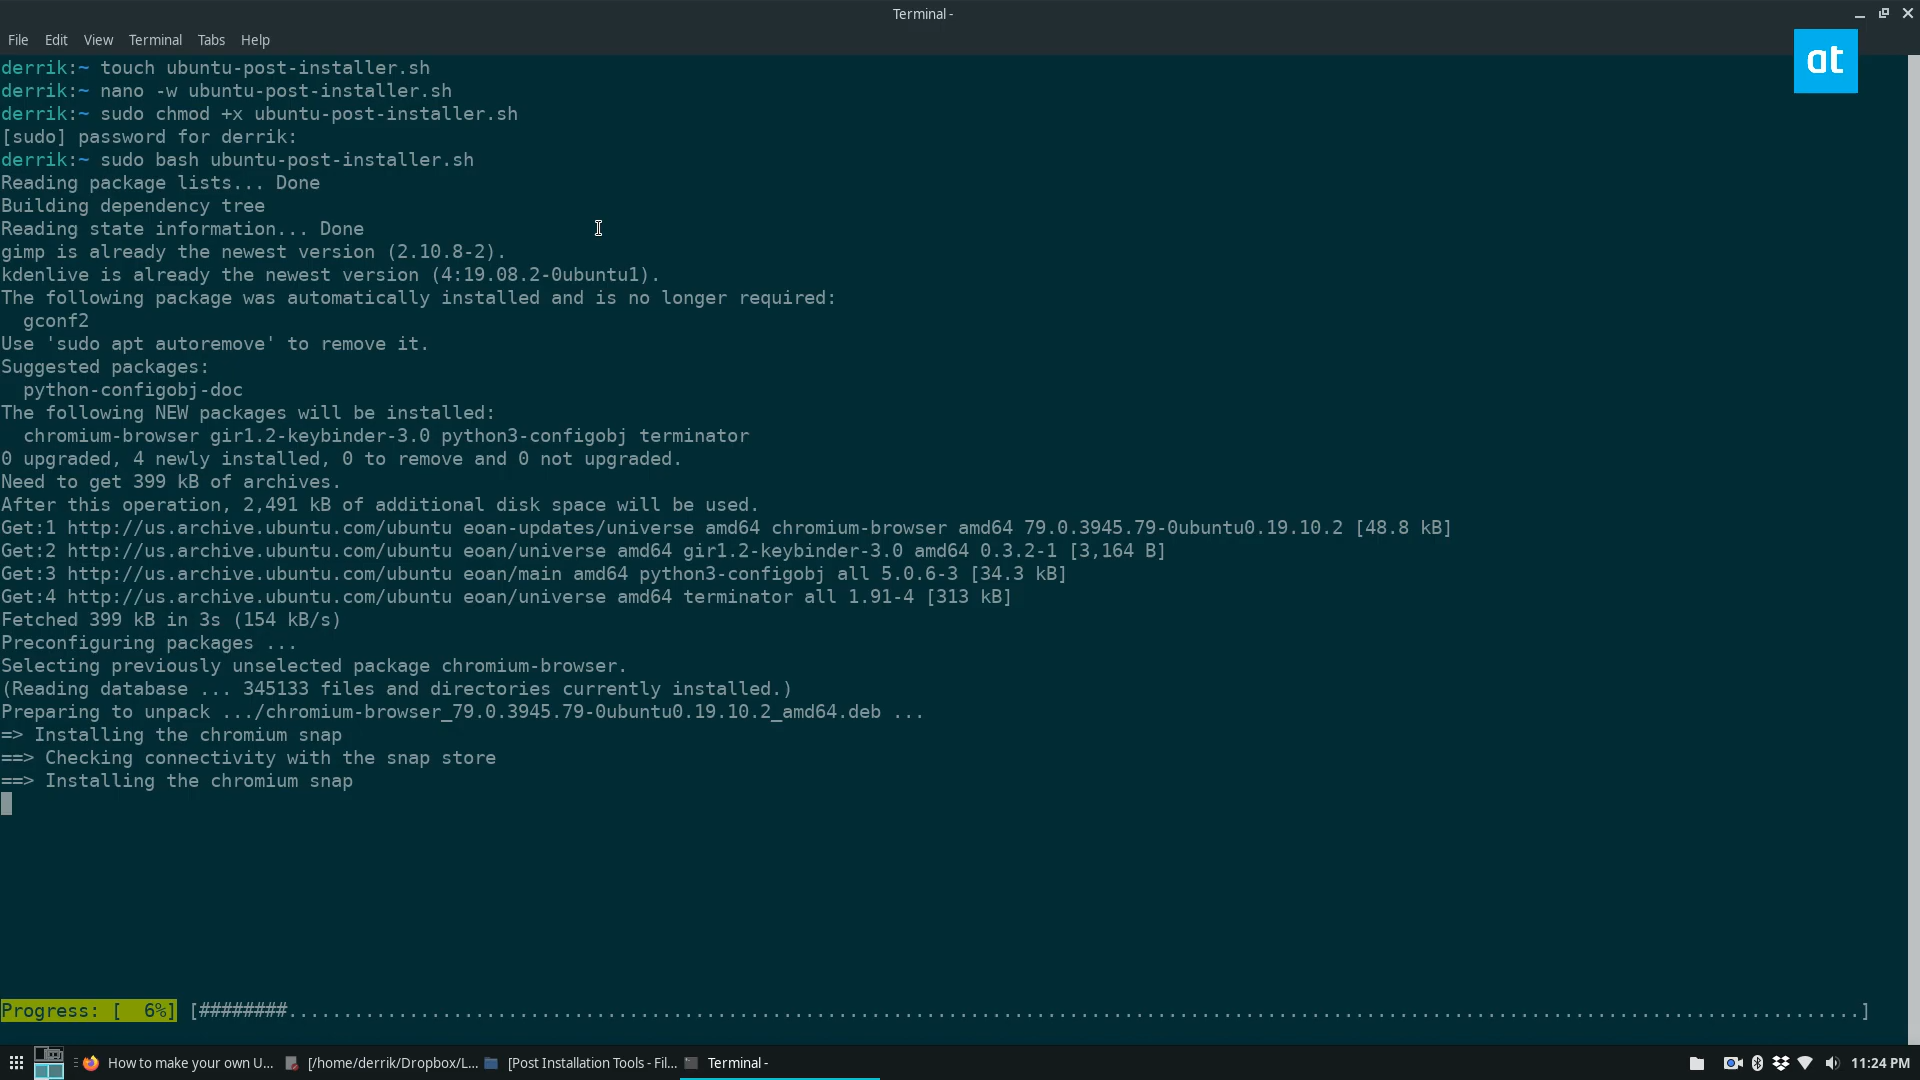 Terminal -
File Edit View Terminal Tabs Help
at
derrik:~ touch ubuntu-post-installer.sh
derrik:~ nano -w ubuntu-post-installer.sh
derrik:~ sudo chmod +x ubuntu-post-installer.sh
[sudo] password for derrik:
derrik:~ sudo bash ubuntu-post-installer.sh
Reading package lists... Done
Building dependency tree
Reading state information... Done
gimp is already the newest version (2.10.8-2).
kdenlive is already the newest version (4:19.08.2-0ubuntu1).
The following package was automatically installed and is no longer required:
  gconf2
Use 'sudo apt autoremove' to remove it.
Suggested packages:
  python-configobj-doc
The following NEW packages will be installed:
  chromium-browser gir1.2-keybinder-3.0 python3-configobj terminator
0 upgraded, 4 newly installed, 0 to remove and 0 not upgraded.
Need to get 399 kB of archives.
After this operation, 2,491 kB of additional disk space will be used.
Get:1 http://us.archive.ubuntu.com/ubuntu eoan-updates/universe amd64 chromium-browser amd64 79.0.3945.79-0ubuntu0.19.10.2 [48.8 kB]
Get:2 http://us.archive.ubuntu.com/ubuntu eoan/universe amd64 gir1.2-keybinder-3.0 amd64 0.3.2-1 [3,164 B]
Get:3 http://us.archive.ubuntu.com/ubuntu eoan/main amd64 python3-configobj all 5.0.6-3 [34.3 kB]
Get:4 http://us.archive.ubuntu.com/ubuntu eoan/universe amd64 terminator all 1.91-4 [313 kB]
Fetched 399 kB in 3s (154 kB/s)
Preconfiguring packages ...
Selecting previously unselected package chromium-browser.
(Reading database ... 345133 files and directories currently installed.)
Preparing to unpack .../chromium-browser_79.0.3945.79-0ubuntu0.19.10.2_amd64.deb ...
=> Installing the chromium snap
==> Checking connectivity with the snap store
==> Installing the chromium snap
Progress: [  6%] [########..............................................................................................................................................]
How to make your own U... [/home/derrik/Dropbox/L... [Post Installation Tools - Fil... Terminal - 11:24 PM